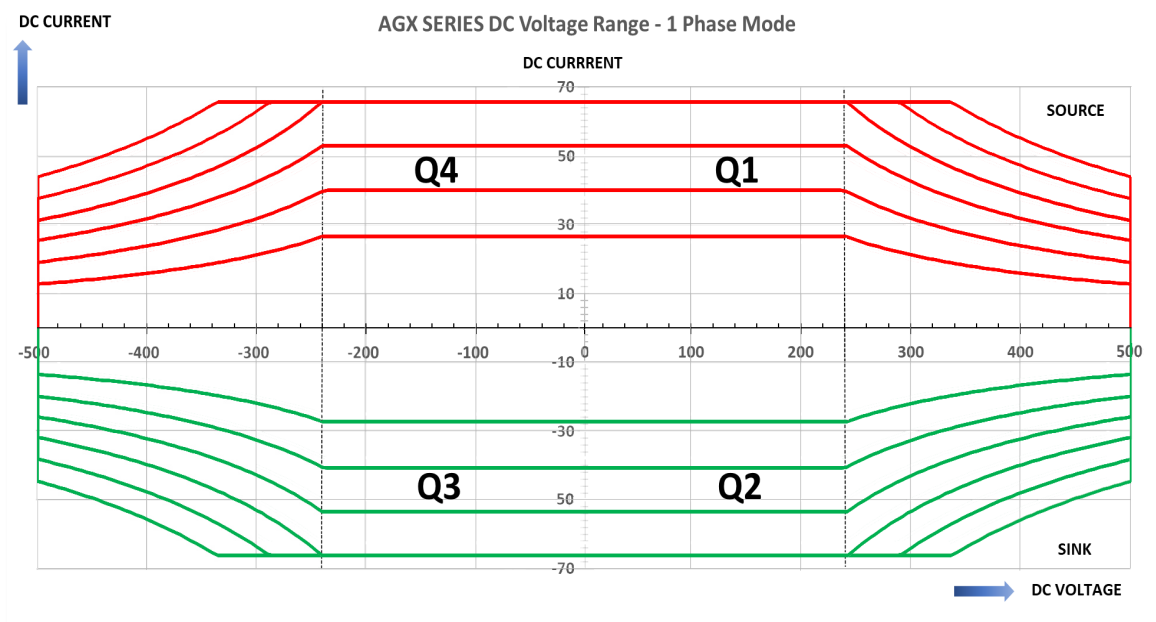 DC CURRENT
AGX SERIES DC Voltage Range - 1 Phase Mode
DC CURRRENT
70
SOURCE
50
Q4
Q1
30
10
-500 -400 -300 -200 -100 0 100 200 300 400 500
-10
-30
Q3
Q2
50
SINK
-70
DC VOLTAGE